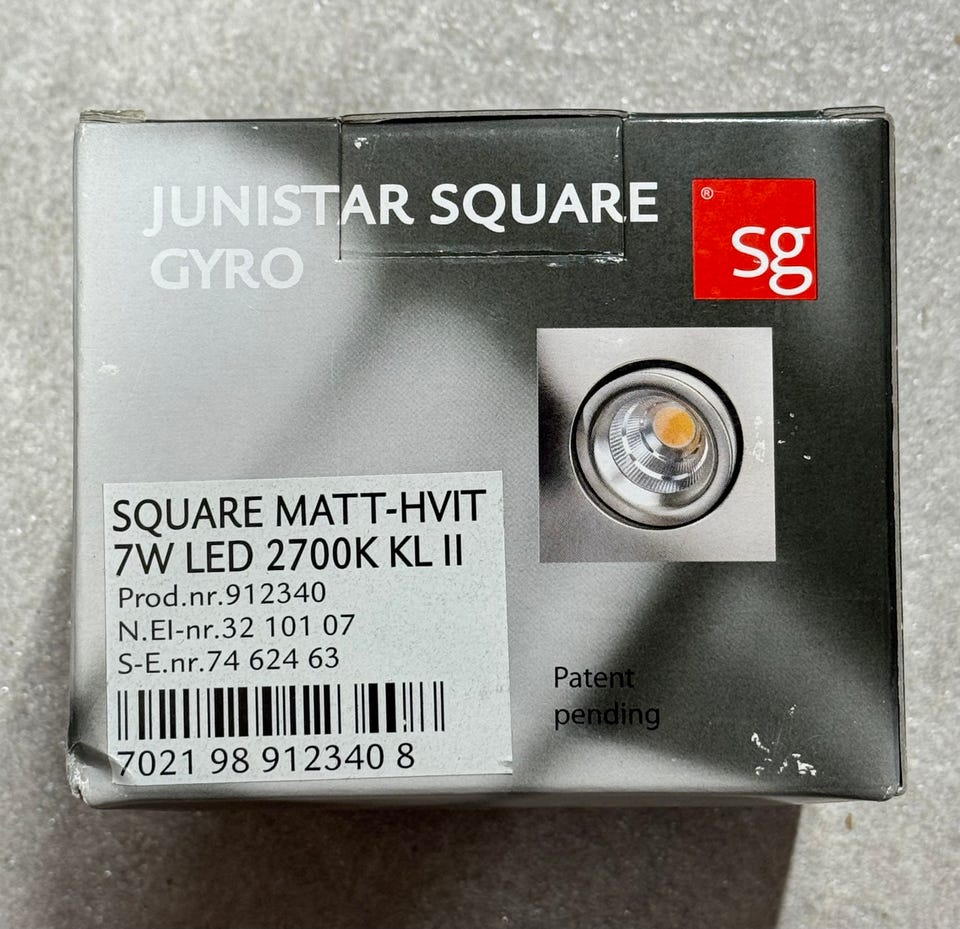 JUNISTAR SQUARE
GYRO
® sg
SQUARE MATT-HVIT
7W LED 2700K KL II
Prod.nr.912340
N.El-nr.32 101 07
S-E.nr.74 624 63
7021 98 912340 8
Patent
pending